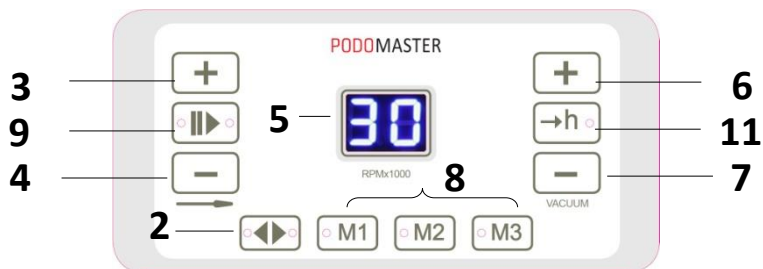 PODOMASTER
3 + + 6
9 5 30 →h 11
4 − RPMx1000 8 − 7
VACUUM
2 M1 M2 M3